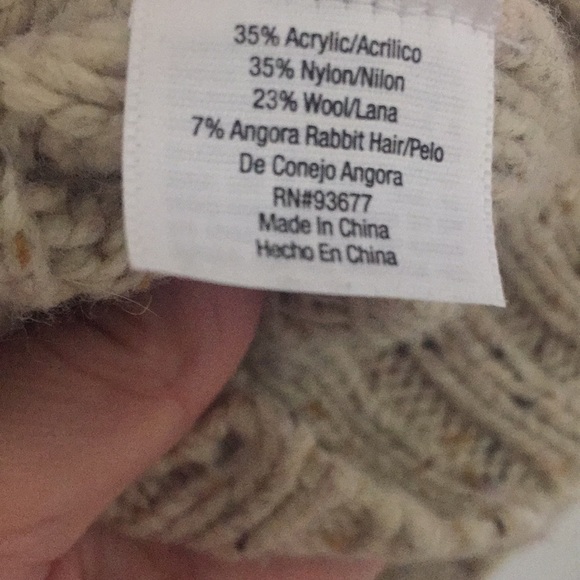 35% Acrylic/Acrilico
35% Nylon/Nilon
23% Wool/Lana
7% Angora Rabbit Hair/Pelo
De Conejo Angora
RN#93677
Made In China
Hecho En China